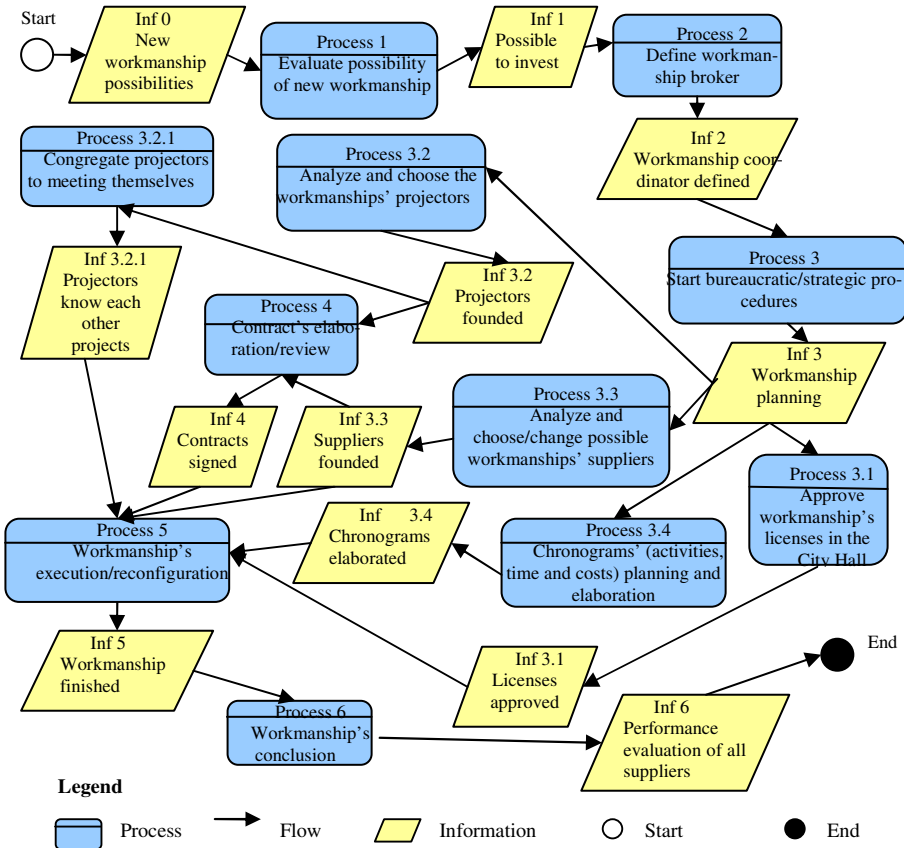 Start
Inf 0
New
workmanship
possibilities
Process 1
Evaluate possibility
of new workmanship
Inf 1
Possible
to invest
Process 2
Define workman-
ship broker
Process 3.2.1
Congregate projectors
to meeting themselves
Process 3.2
Analyze and choose the
workmanships' projectors
Inf 2
Workmanship coor-
dinator defined
Process 3
Start bureaucratic/strategic pro-
cedures
Inf 3.2.1
Projectors
know each
other
projects
Process 4
Contract's elabo-
ration/review
Inf 3.2
Projectors
founded
Inf 3
Workmanship
planning
Inf 4
Contracts
signed
Inf 3.3
Suppliers
founded
Process 3.3
Analyze and
choose/change possible
workmanships' suppliers
Process 3.1
Approve
workmanship's
licenses in the
City Hall
Process 5
Workmanship's
execution/reconfiguration
Inf 3.4
Chronograms
elaborated
Process 3.4
Chronograms' (activities,
time and costs) planning and
elaboration
Inf 5
Workmanship
finished
Process 6
Workmanship's
conclusion
Inf 3.1
Licenses
approved
Inf 6
Performance
evaluation of all
suppliers
End
Legend
Process
Flow
Information
Start
End